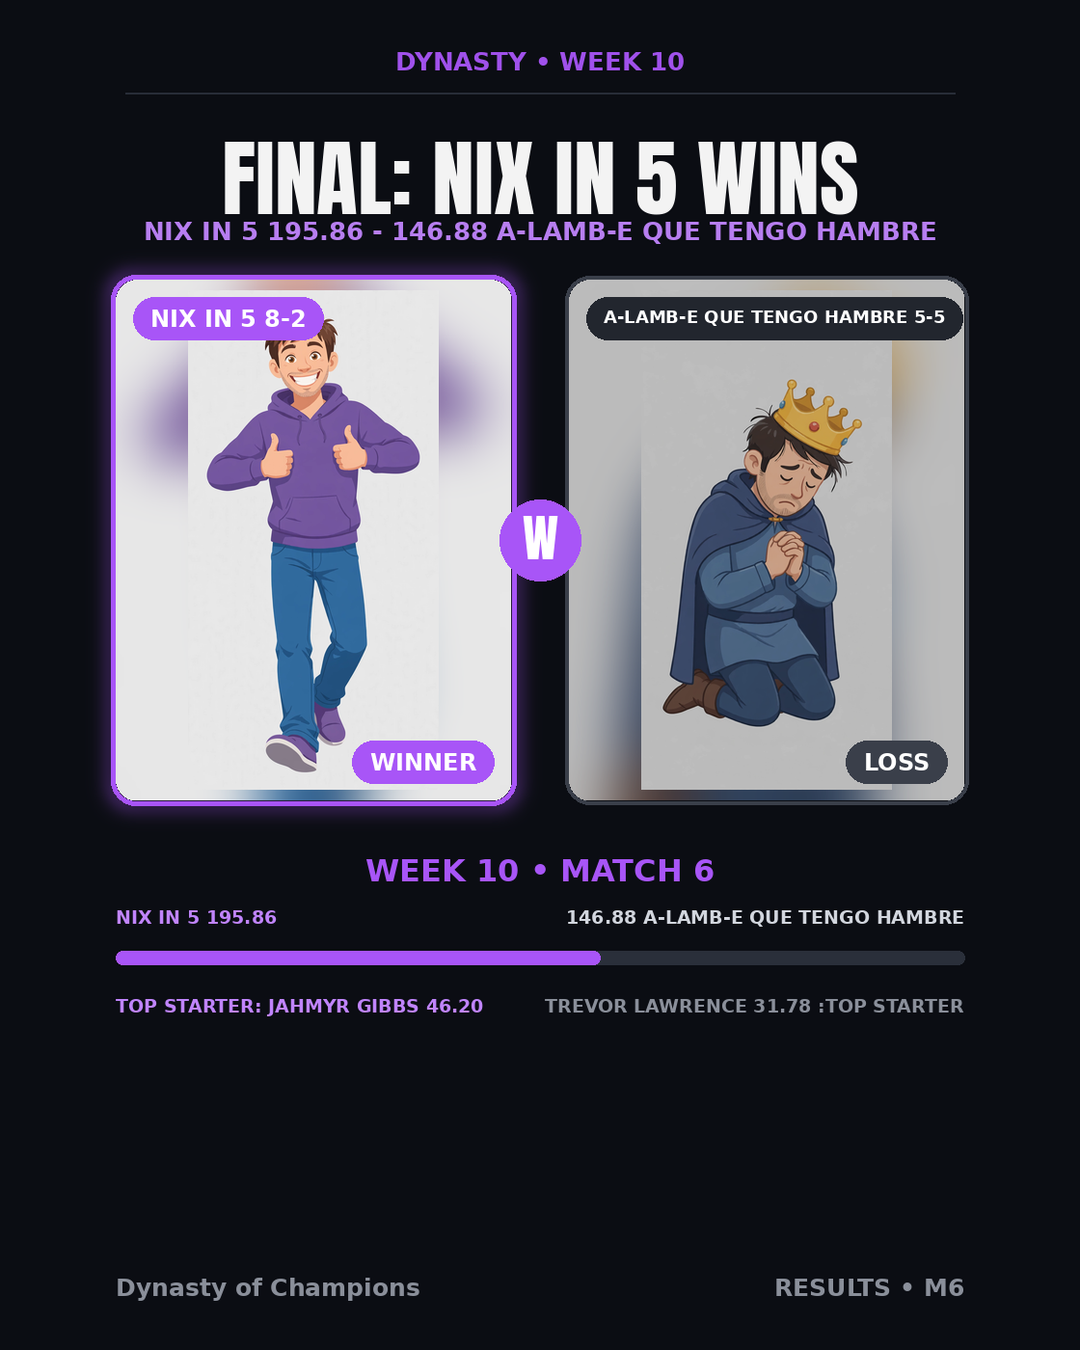 DYNASTY • WEEK 10
FINAL: NIX IN 5 WINS
NIX IN 5 195.86 - 146.88 A-LAMB-E QUE TENGO HAMBRE
NIX IN 5 8-2
A-LAMB-E QUE TENGO HAMBRE 5-5
W
WINNER
LOSS
WEEK 10 • MATCH 6
NIX IN 5 195.86
146.88 A-LAMB-E QUE TENGO HAMBRE
TOP STARTER: JAHMYR GIBBS 46.20
TREVOR LAWRENCE 31.78 :TOP STARTER
Dynasty of Champions
RESULTS • M6